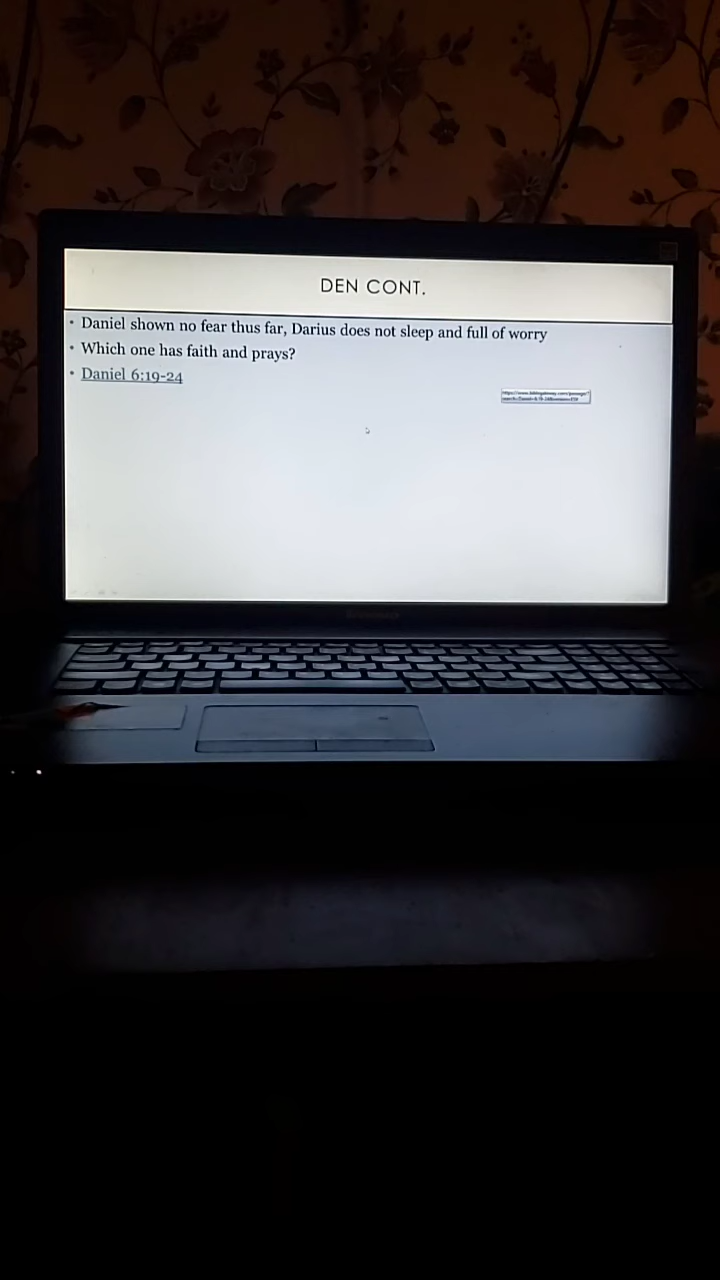 DEN CONT.
• Daniel shown no fear thus far, Darius does not sleep and full of worry
• Which one has faith and prays?
• Daniel 6:19-24